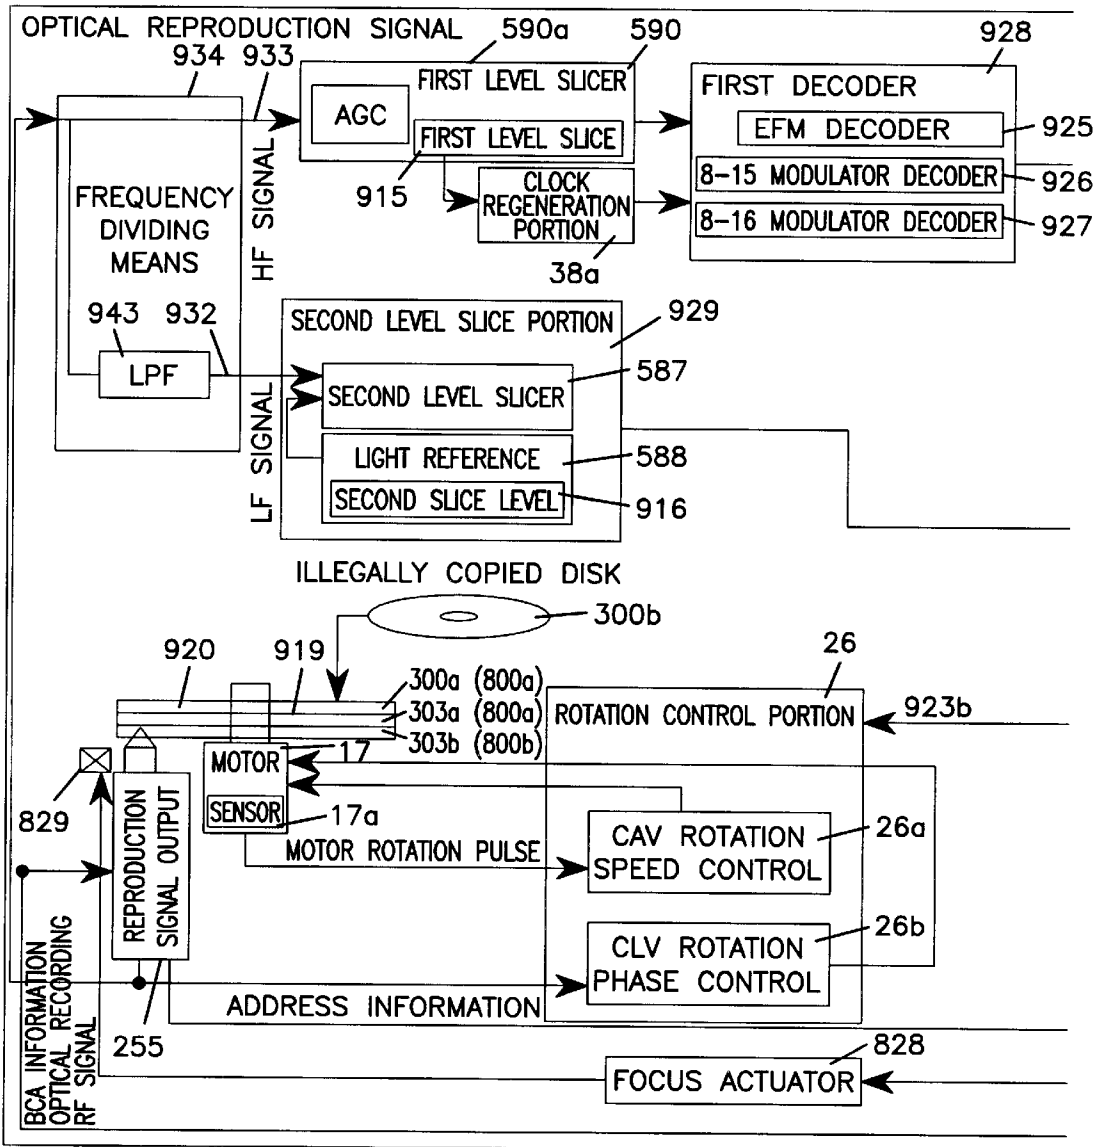 OPTICAL REPRODUCTION SIGNAL
590a
590
928
934
933
FIRST LEVEL SLICER
AGC
FIRST LEVEL SLICE
915
FIRST DECODER
EFM DECODER
925
8-15 MODULATOR DECODER
926
8-16 MODULATOR DECODER
927
CLOCK
REGENERATION
PORTION
38a
HF SIGNAL
FREQUENCY
DIVIDING
MEANS
943
932
LPF
LF SIGNAL
SECOND LEVEL SLICE PORTION
929
SECOND LEVEL SLICER
587
LIGHT REFERENCE
588
SECOND SLICE LEVEL
916
ILLEGALLY COPIED DISK
300b
920
919
300a (800a)
303a (800a)
303b (800b)
26
ROTATION CONTROL PORTION
923b
829
17
MOTOR
SENSOR
17a
MOTOR ROTATION PULSE
CAV ROTATION
SPEED CONTROL
26a
REPRODUCTION
SIGNAL OUTPUT
CLV ROTATION
PHASE CONTROL
26b
ADDRESS INFORMATION
255
BCA INFORMATION
OPTICAL RECORDING
RF SIGNAL
828
FOCUS ACTUATOR